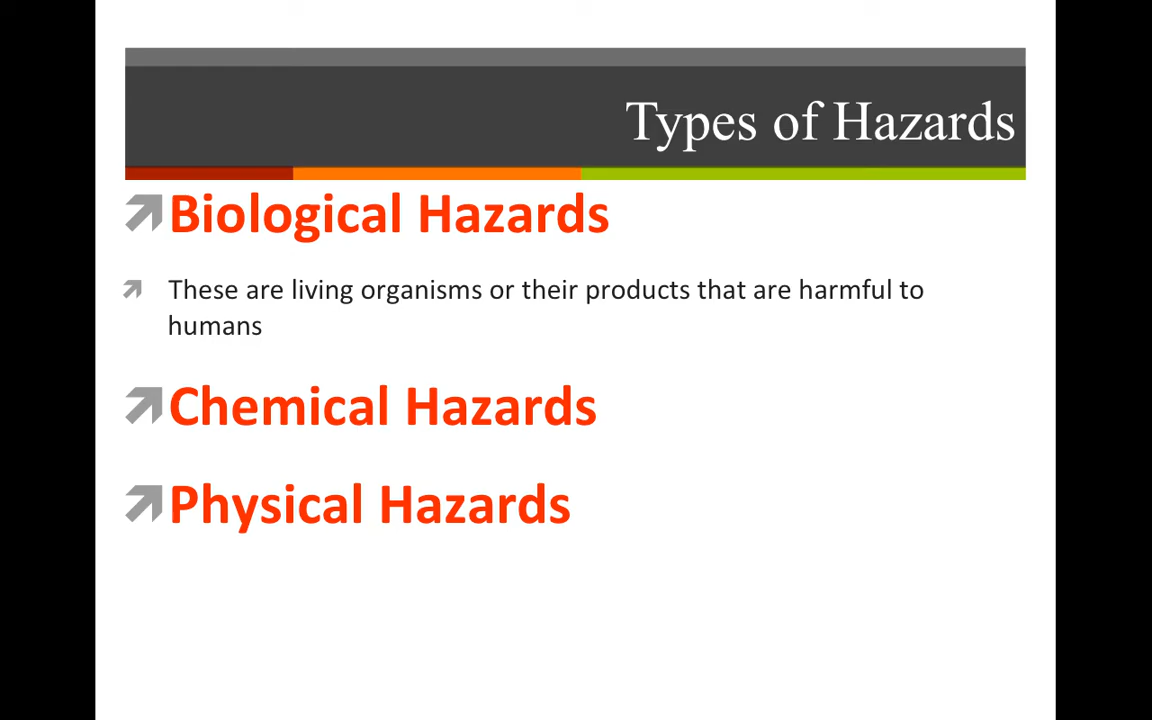 Types of Hazards
Biological Hazards
These are living organisms or their products that are harmful to
humans
Chemical Hazards
Physical Hazards